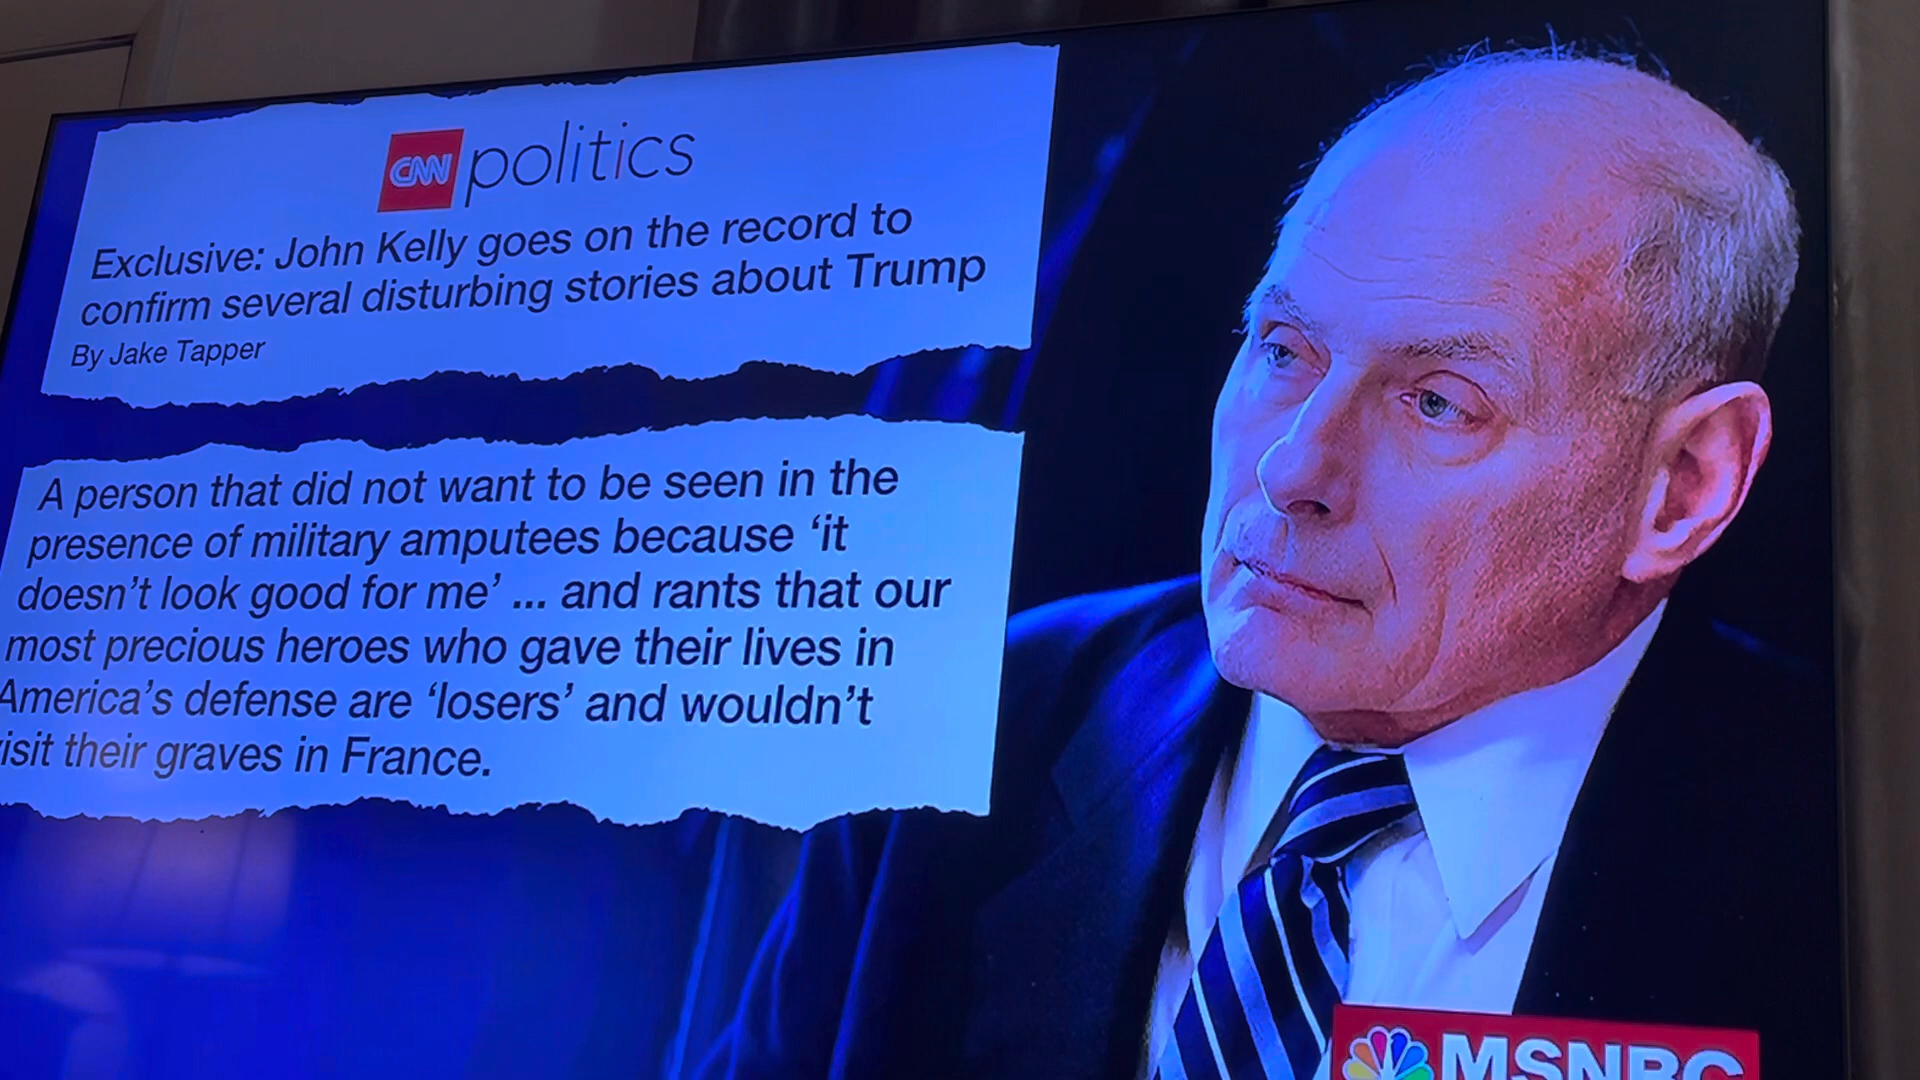 CNN politics
Exclusive: John Kelly goes on the record to
confirm several disturbing stories about Trump
By Jake Tapper
A person that did not want to be seen in the
presence of military amputees because ‘it
doesn’t look good for me’ ... and rants that our
most precious heroes who gave their lives in
America’s defense are ‘losers’ and wouldn’t
isit their graves in France.
MSNBC